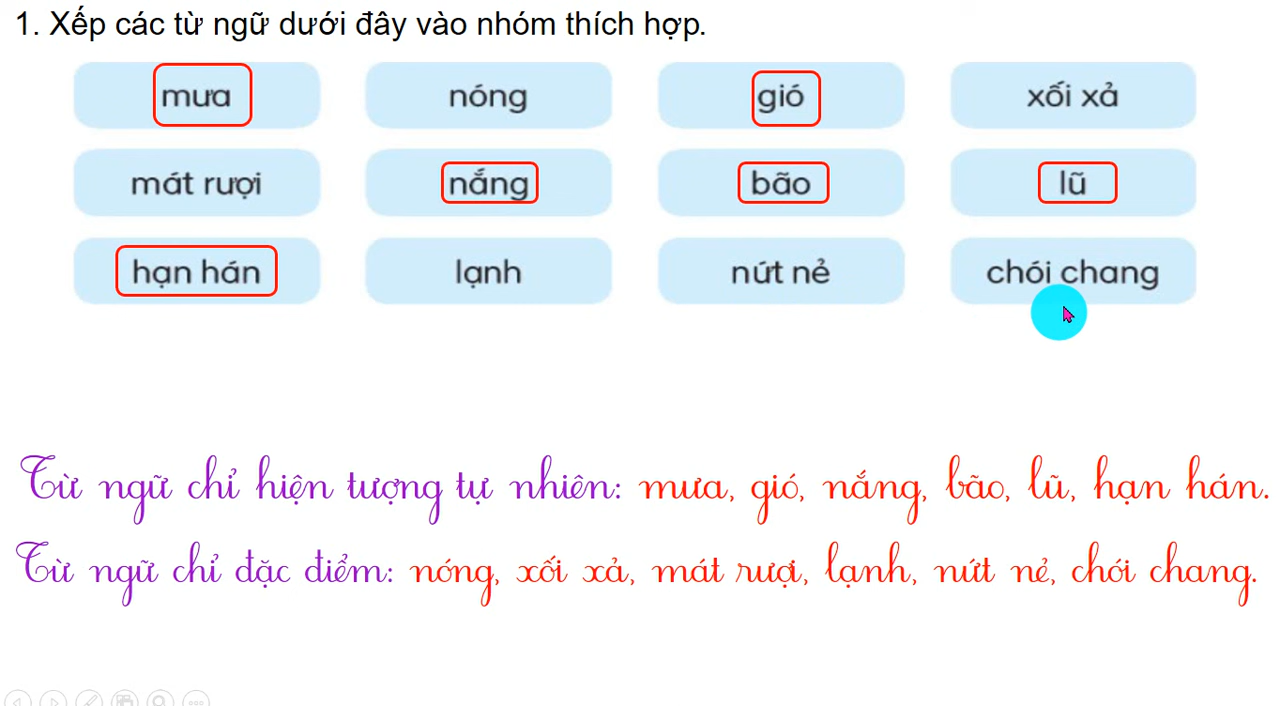 1. Xếp các từ ngữ dưới đây vào nhóm thích hợp.
mưa nóng gió xối xả
mát rượi nắng bão lũ
hạn hán lạnh nứt nẻ chói chang
Từ ngữ chỉ hiện tượng tự nhiên: mưa, gió, nắng, bão, lũ, hạn hán.
Từ ngữ chỉ đặc điểm: nóng, xối xả, mát rượi, lạnh, nứt nẻ, chói chang.